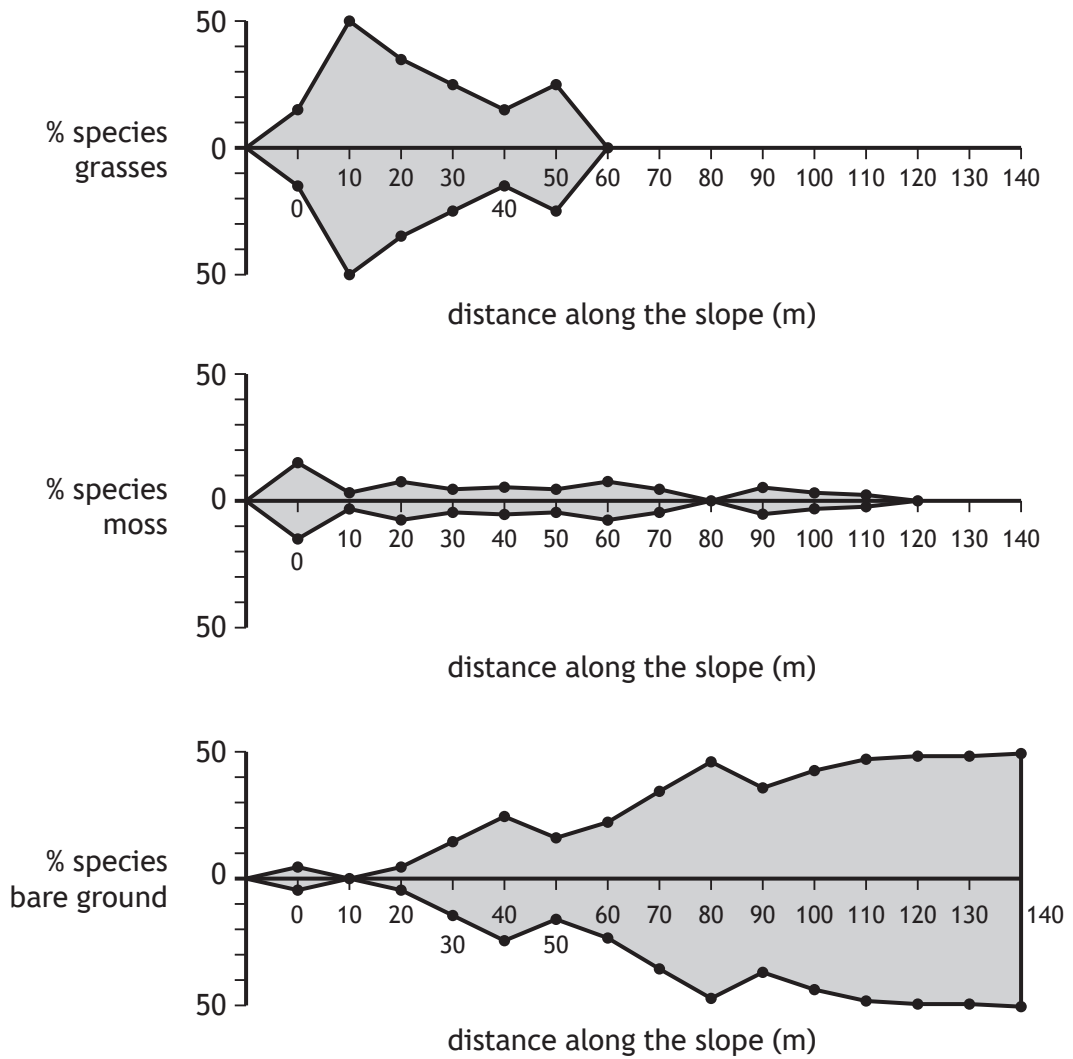 50
% species
grasses
0
10 20 30 50 60 70 80 90 100 110 120 130 140
0 40
50
distance along the slope (m)
50
% species
moss
0
10 20 30 40 50 60 70 80 90 100 110 120 130 140
0
50
distance along the slope (m)
50
% species
bare ground
0
0 10 20 40 60 70 80 90 100 110 120 130 140
30 50
50
distance along the slope (m)